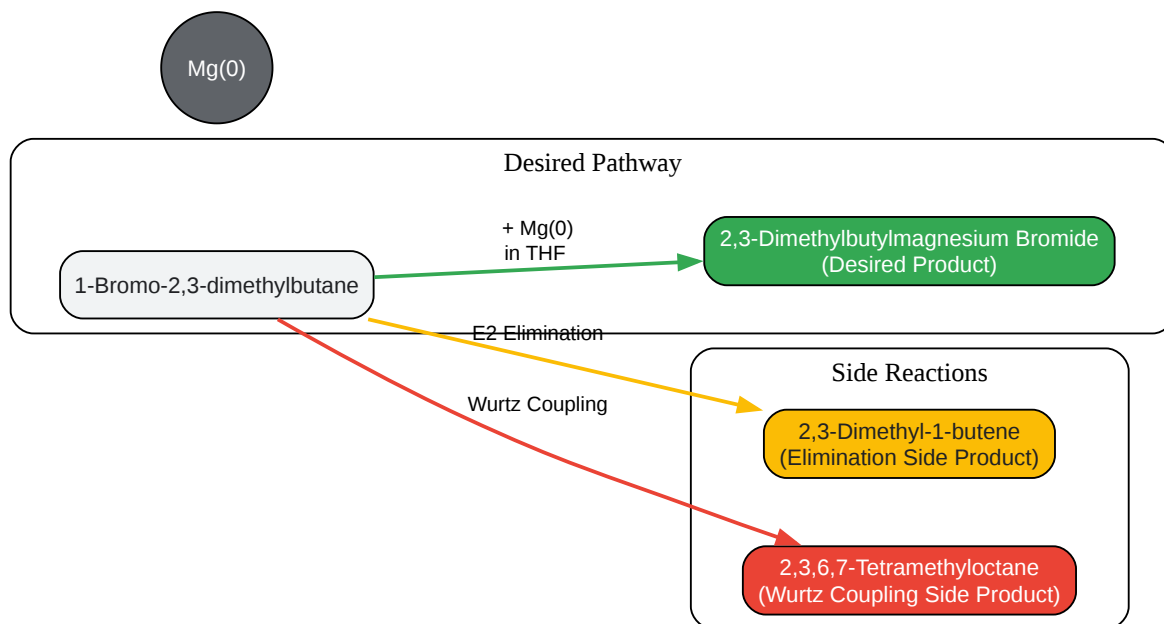 Mg(0)
Desired Pathway
+ Mg(0)
in THF
1-Bromo-2,3-dimethylbutane
2,3-Dimethylbutylmagnesium Bromide
(Desired Product)
E2 Elimination
Wurtz Coupling
Side Reactions
2,3-Dimethyl-1-butene
(Elimination Side Product)
2,3,6,7-Tetramethyloctane
(Wurtz Coupling Side Product)